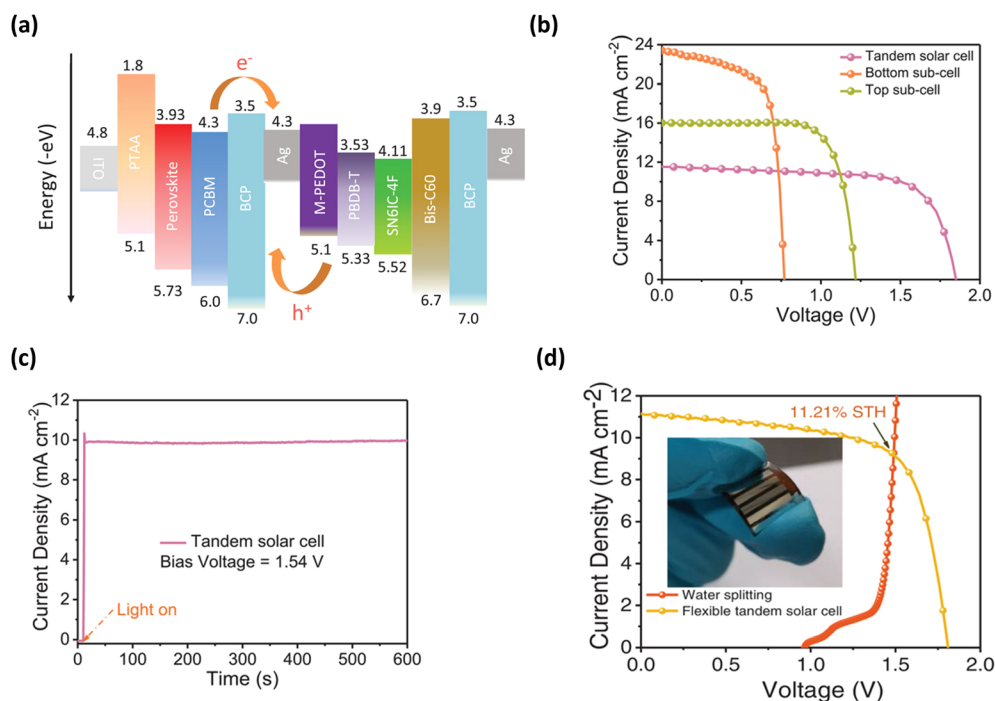 (a)
Energy (-eV)
4.8
ITO
1.8
PTAA
5.1
3.93
Perovskite
5.73
4.3
PCBM
6.0
3.5
BCP
7.0
e-
h+
4.3
Ag
M-PEDOT
5.1
3.53
PBDB-T
5.33
4.11
SN6IC-4F
5.52
3.9
Bis-C60
6.7
3.5
BCP
7.0
4.3
Ag
(b)
Current Density (mA cm-2)
24
20
16
12
8
4
0
Tandem solar cell
Bottom sub-cell
Top sub-cell
0.0 0.5 1.0 1.5 2.0
Voltage (V)
(c)
Current Density (mA cm-2)
12
10
8
6
4
2
0
Tandem solar cell
Bias Voltage = 1.54 V
Light on
0 100 200 300 400 500 600
Time (s)
(d)
Current Density (mA cm-2)
12
10
8
6
4
2
0
11.21% STH
Water splitting
Flexible tandem solar cell
0.0 0.5 1.0 1.5 2.0
Voltage (V)